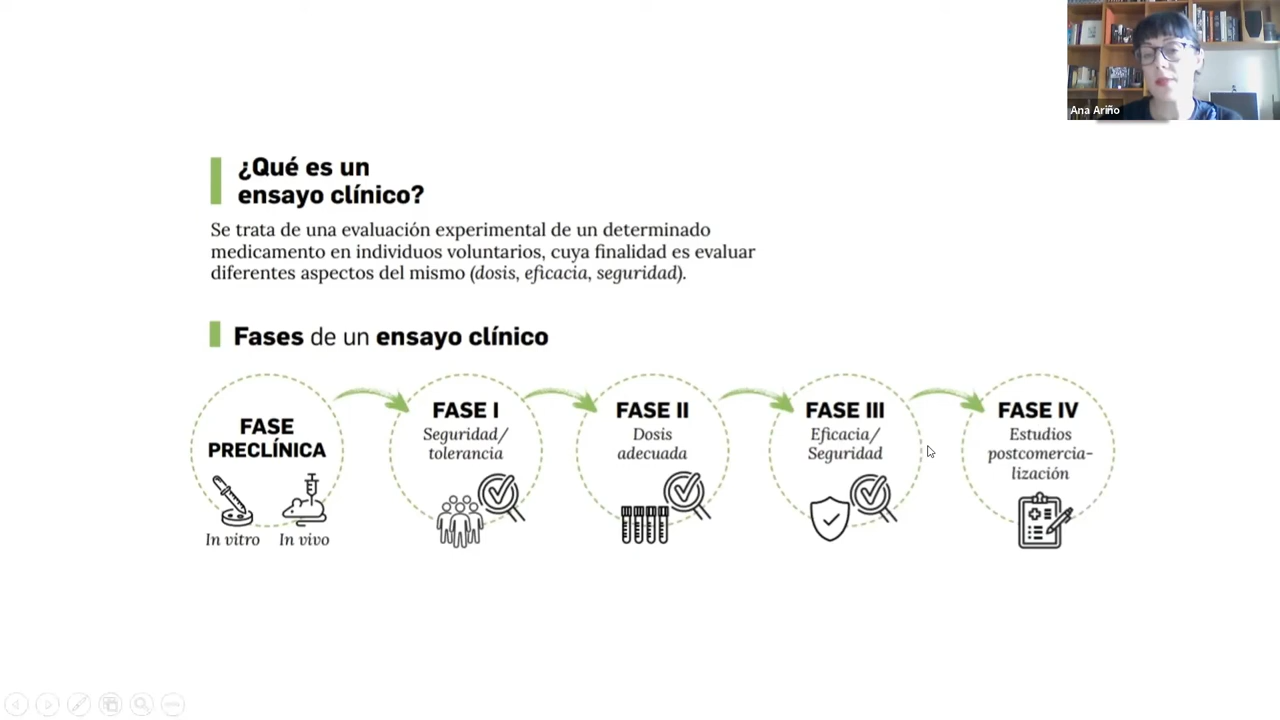 Ana Ariño
¿Qué es un
ensayo clínico?
Se trata de una evaluación experimental de un determinado
medicamento en individuos voluntarios, cuya finalidad es evaluar
diferentes aspectos del mismo (dosis, eficacia, seguridad).
Fases de un ensayo clínico
FASE
PRECLÍNICA
In vitro
In vivo
FASE I
Seguridad/
tolerancia
FASE II
Dosis
adecuada
FASE III
Eficacia/
Seguridad
FASE IV
Estudios
postcomercia-
lización